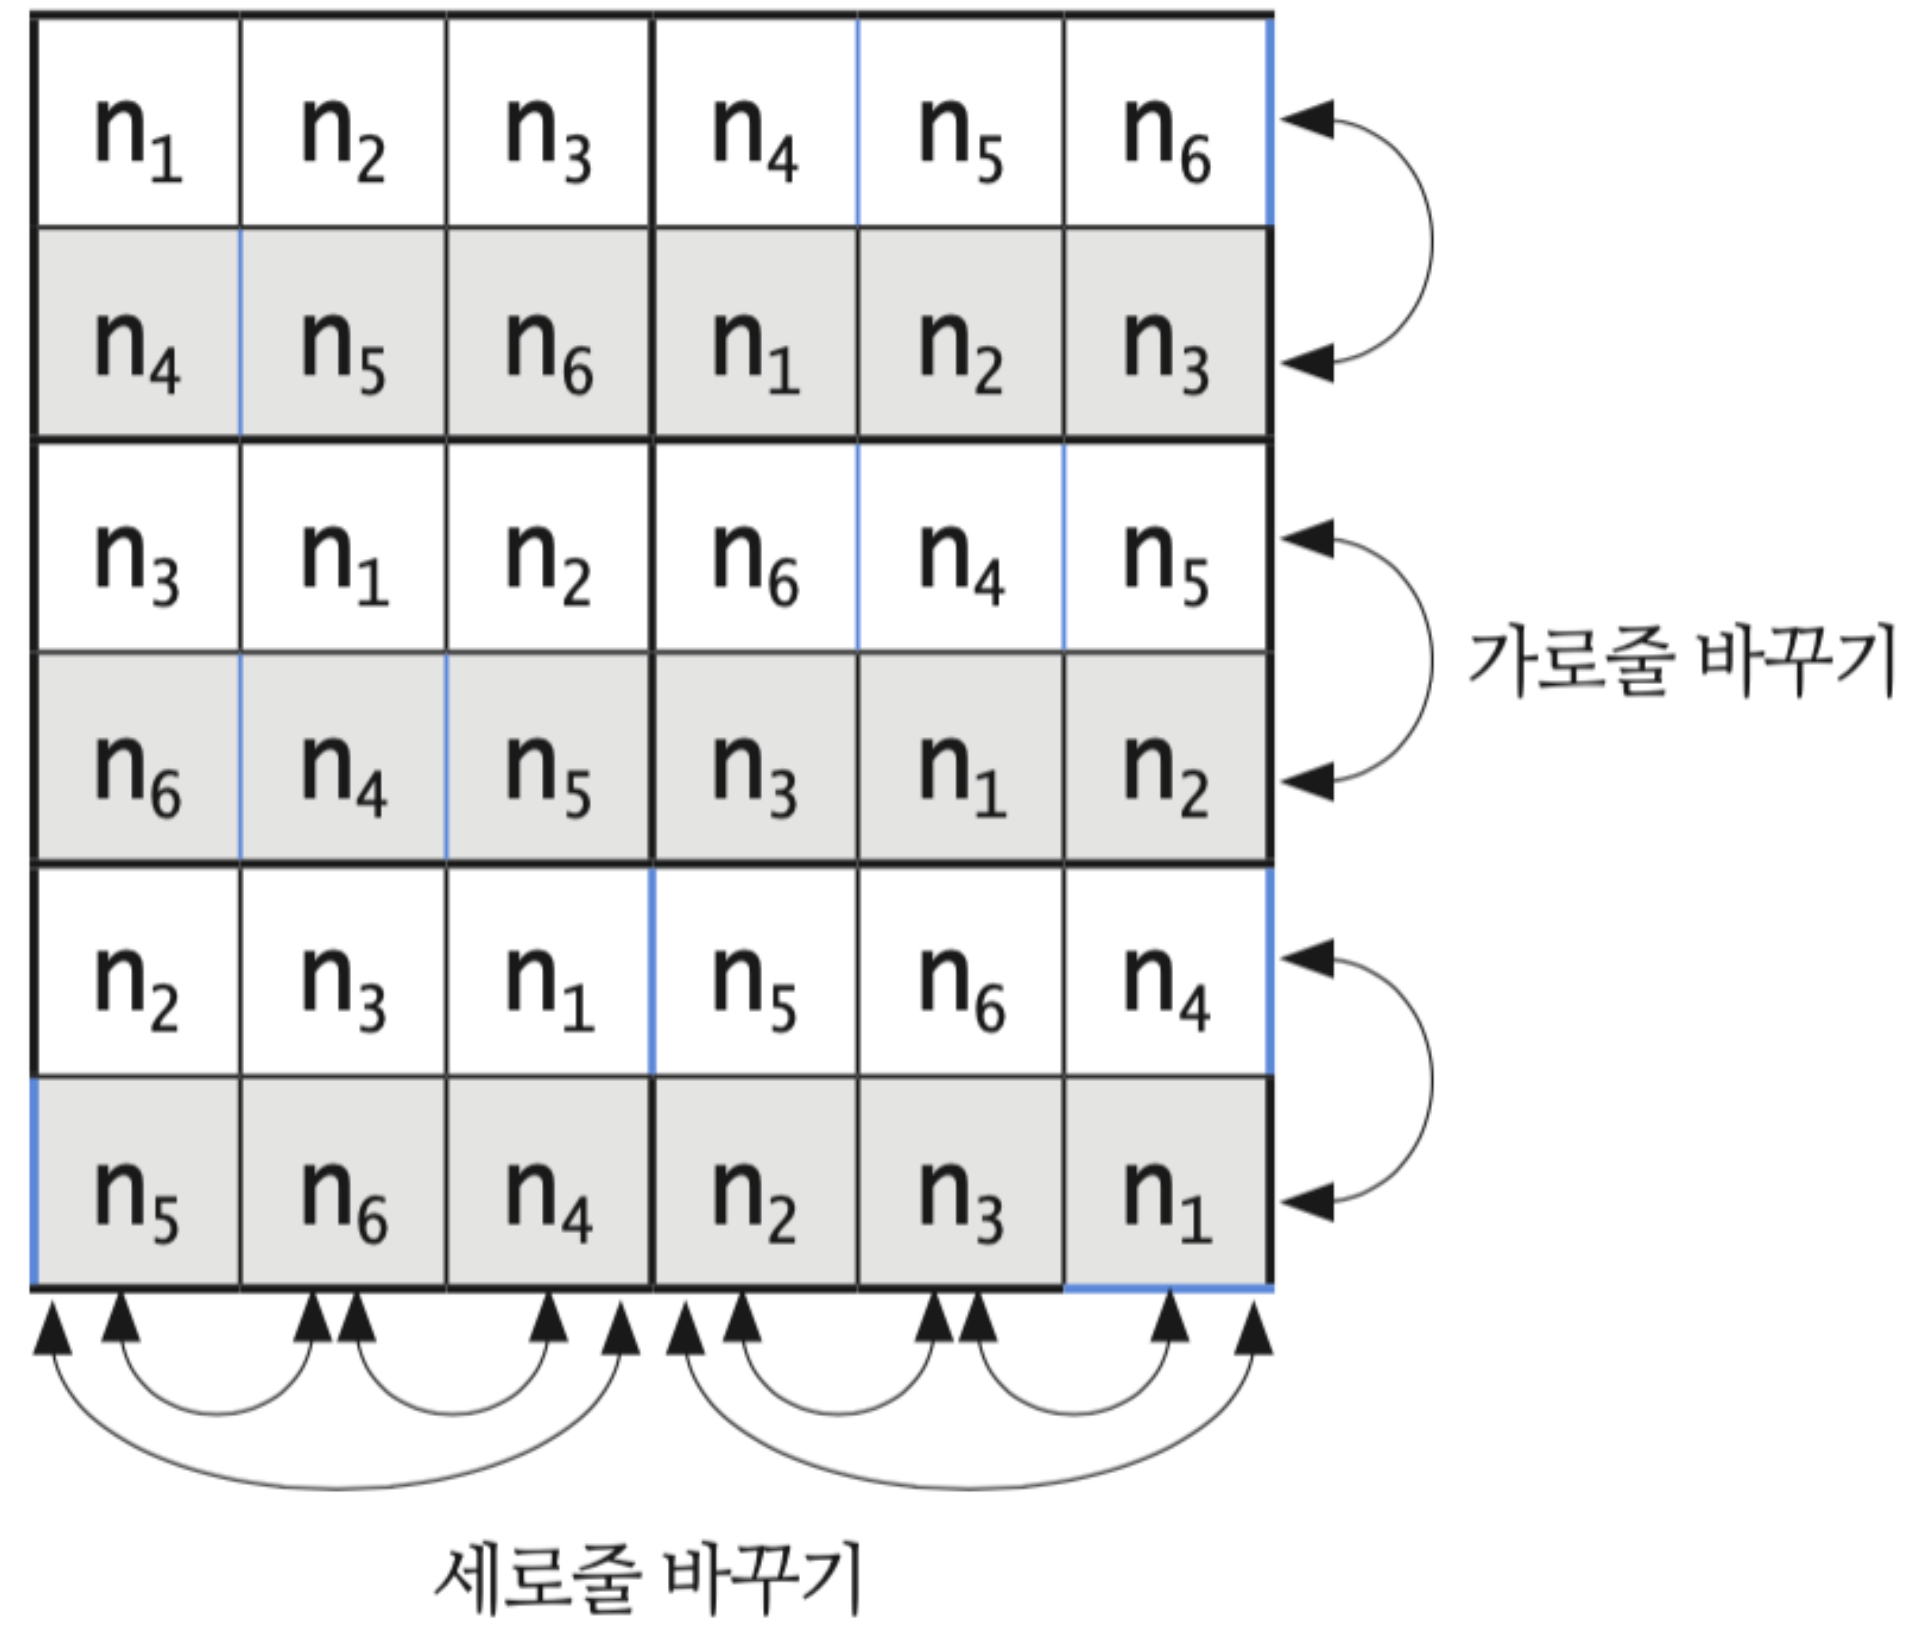 n₁ n₂ n₃ n₄ n₅ n₆
n₄ n₅ n₆ n₁ n₂ n₃
n₃ n₁ n₂ n₆ n₄ n₅
가로줄 바꾸기
n₆ n₄ n₅ n₃ n₁ n₂
n₂ n₃ n₁ n₅ n₆ n₄
n₅ n₆ n₄ n₂ n₃ n₁
세로줄 바꾸기